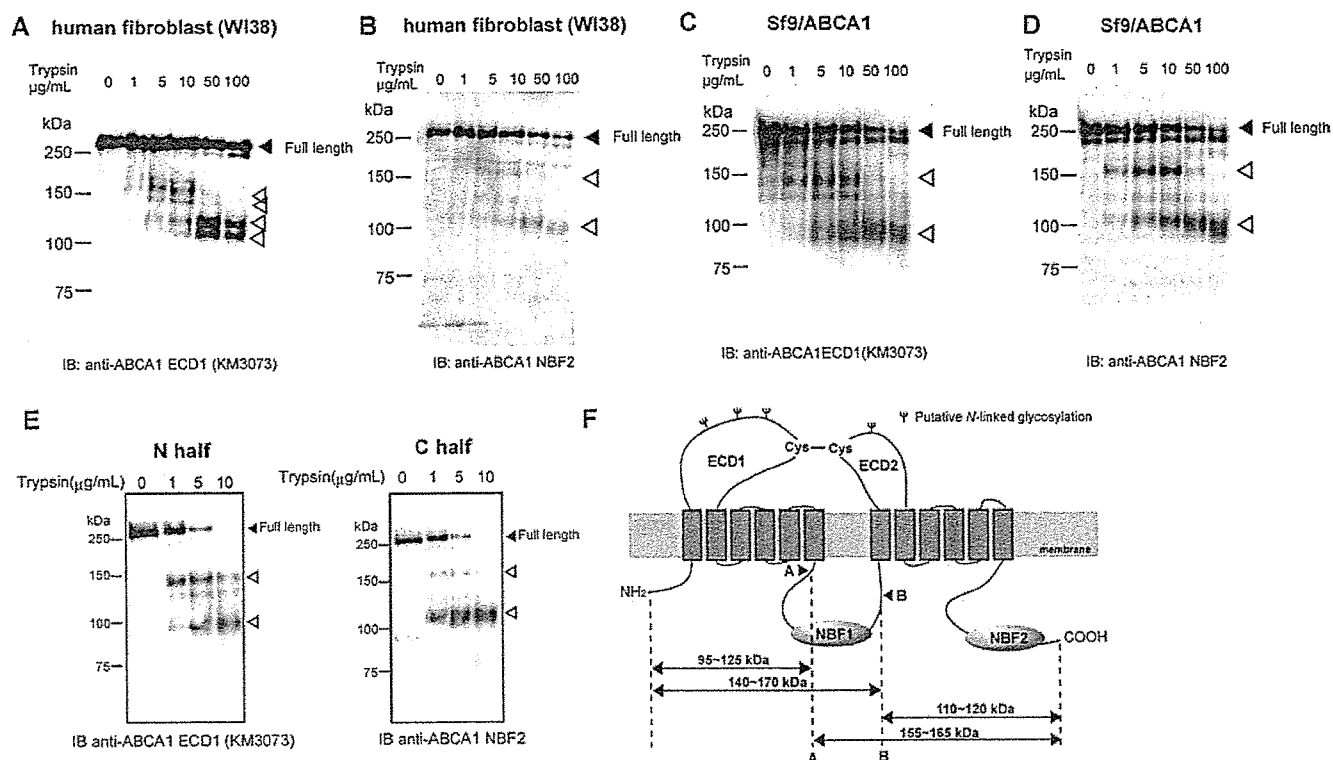 A human fibroblast (WI38)
Trypsin
µg/mL
0 1 5 10 50 100
kDa
250
150
100
75
Full length
IB: anti-ABCA1 ECD1 (KM3073)
B human fibroblast (WI38)
Trypsin
µg/mL
0 1 5 10 50 100
kDa
250
150
100
75
Full length
IB: anti-ABCA1 NBF2
C Sf9/ABCA1
Trypsin
µg/mL
0 1 5 10 50 100
kDa
250
150
100
75
Full length
IB: anti-ABCA1ECD1(KM3073)
D Sf9/ABCA1
Trypsin
µg/mL
0 1 5 10 50 100
kDa
250
150
100
75
Full length
IB: anti-ABCA1 NBF2
E
N half
Trypsin(µg/mL) 0 1 5 10
kDa
250
150
100
75
Full length
IB anti-ABCA1 ECD1 (KM3073)
C half
Trypsin(µg/mL) 0 1 5 10
kDa
250
150
100
75
Full length
IB anti-ABCA1 NBF2
F
Ψ Putative N-linked glycosylation
Ψ Ψ Ψ Ψ
Cys Cys
ECD1 ECD2
membrane
A
NH₂
B
NBF1 NBF2 COOH
95~125 kDa
140~170 kDa
110~120 kDa
155~165 kDa
A B